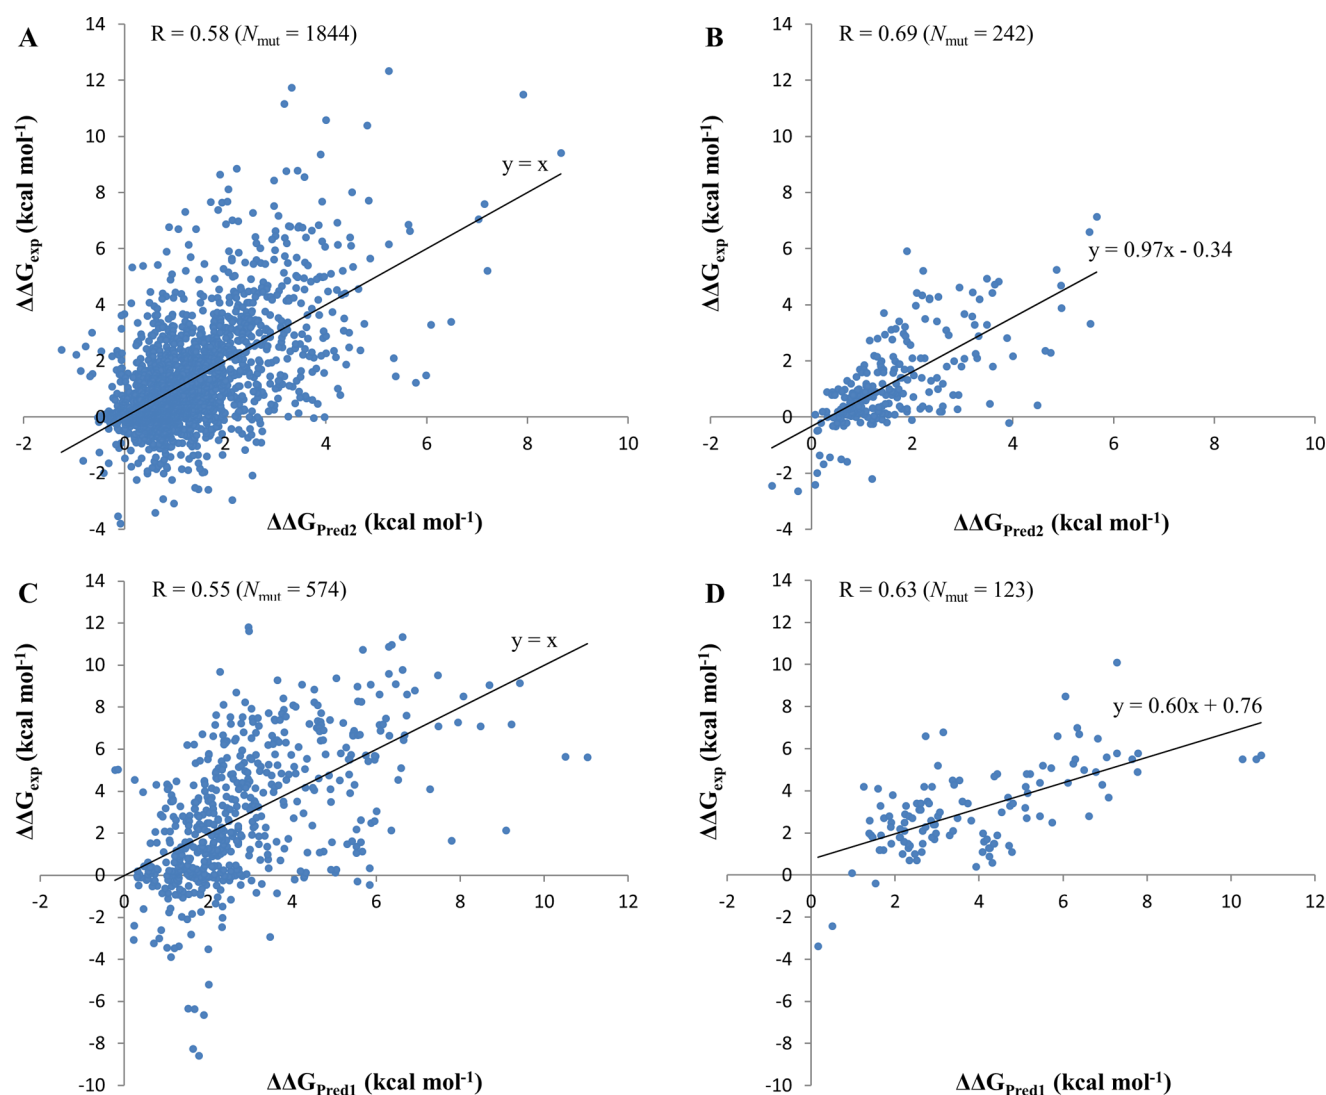 A
R = 0.58 (Nmut = 1844)
14
12
10
8
6
4
2
0
-2
-4
-2 0 2 4 6 8 10
y = x
ΔΔGexp (kcal mol-1)
ΔΔGPred2 (kcal mol-1)
B
R = 0.69 (Nmut = 242)
14
12
10
8
6
4
2
0
-2
-4
-2 0 2 4 6 8 10
y = 0.97x - 0.34
ΔΔGexp (kcal mol-1)
ΔΔGPred2 (kcal mol-1)
C
R = 0.55 (Nmut = 574)
14
12
10
8
6
4
2
0
-2
-4
-6
-8
-10
-2 0 2 4 6 8 10 12
y = x
ΔΔGexp (kcal mol-1)
ΔΔGPred1 (kcal mol-1)
D
R = 0.63 (Nmut = 123)
14
12
10
8
6
4
2
0
-2
-4
-6
-8
-10
-2 0 2 4 6 8 10 12
y = 0.60x + 0.76
ΔΔGexp (kcal mol-1)
ΔΔGPred1 (kcal mol-1)